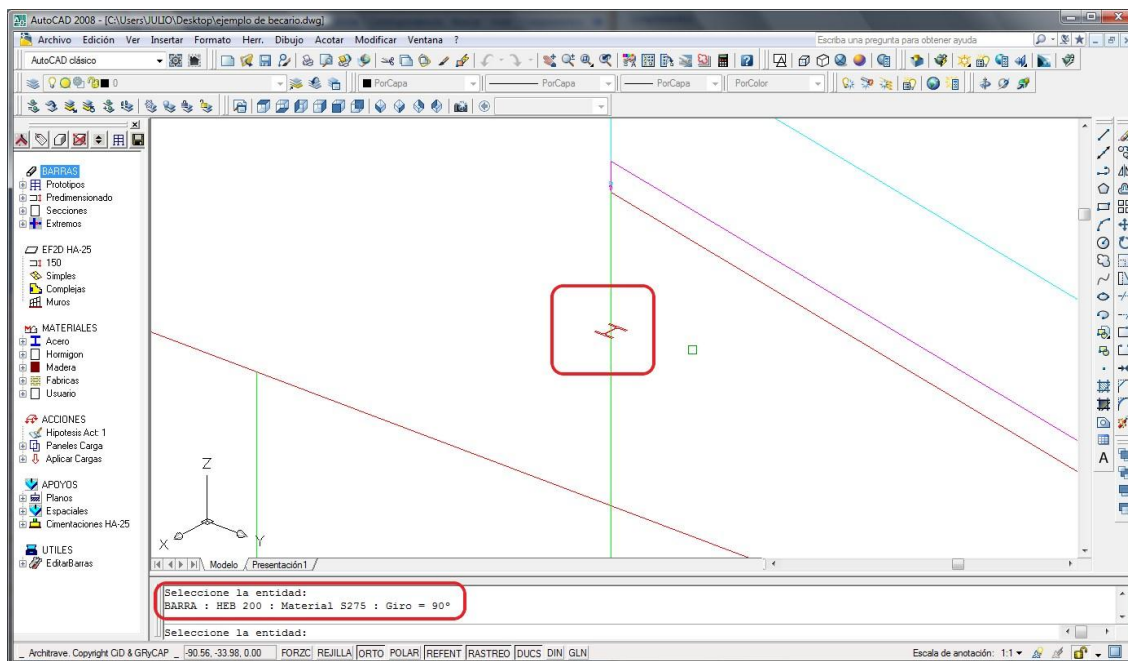 AutoCAD 2008 - [C:\Users\JULIO\Desktop\ejemplo de becario.dwg]
Archivo Edición Ver Insertar Formato Herr. Dibujo Acotar Modificar Ventana ?
Escriba una pregunta para obtener ayuda
AutoCAD clásico
0
PorCapa
PorCapa
PorCapa
PorColor
BARRAS
Prototipos
Predimensionado
Secciones
Extremos
EF2D HA-25
150
Simples
Complejas
Muros
MATERIALES
Acero
Hormigon
Madera
Fabricas
Usuario
ACCIONES
Hipotesis Act: 1
Paneles Carga
Aplicar Cargas
APOYOS
Planos
Espaciales
Cimentaciones HA-25
UTILES
EditarBarras
Z
X
Y
Modelo
Presentación1
Seleccione la entidad:
BARRA : HEB 200 : Material S275 : Giro = 90º
Seleccione la entidad:
_ Architrave. Copyright CiD & GRyCAP _ -90.56, -33.98, 0.00 FORZC REJILLA ORTO POLAR REFENT RASTREO DUCS DIN GLN
Escala de anotación: 1:1